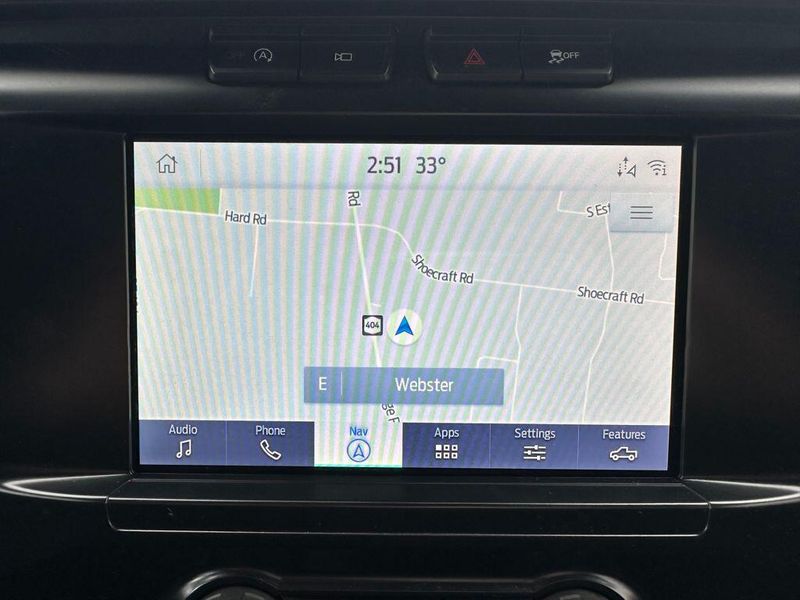 OFF
2:51 33°
Rd
Hard Rd
S Est
Shoecraft Rd
Shoecraft Rd
404
E Webster
ge F
Audio
Phone
Nav
Apps
Settings
Features